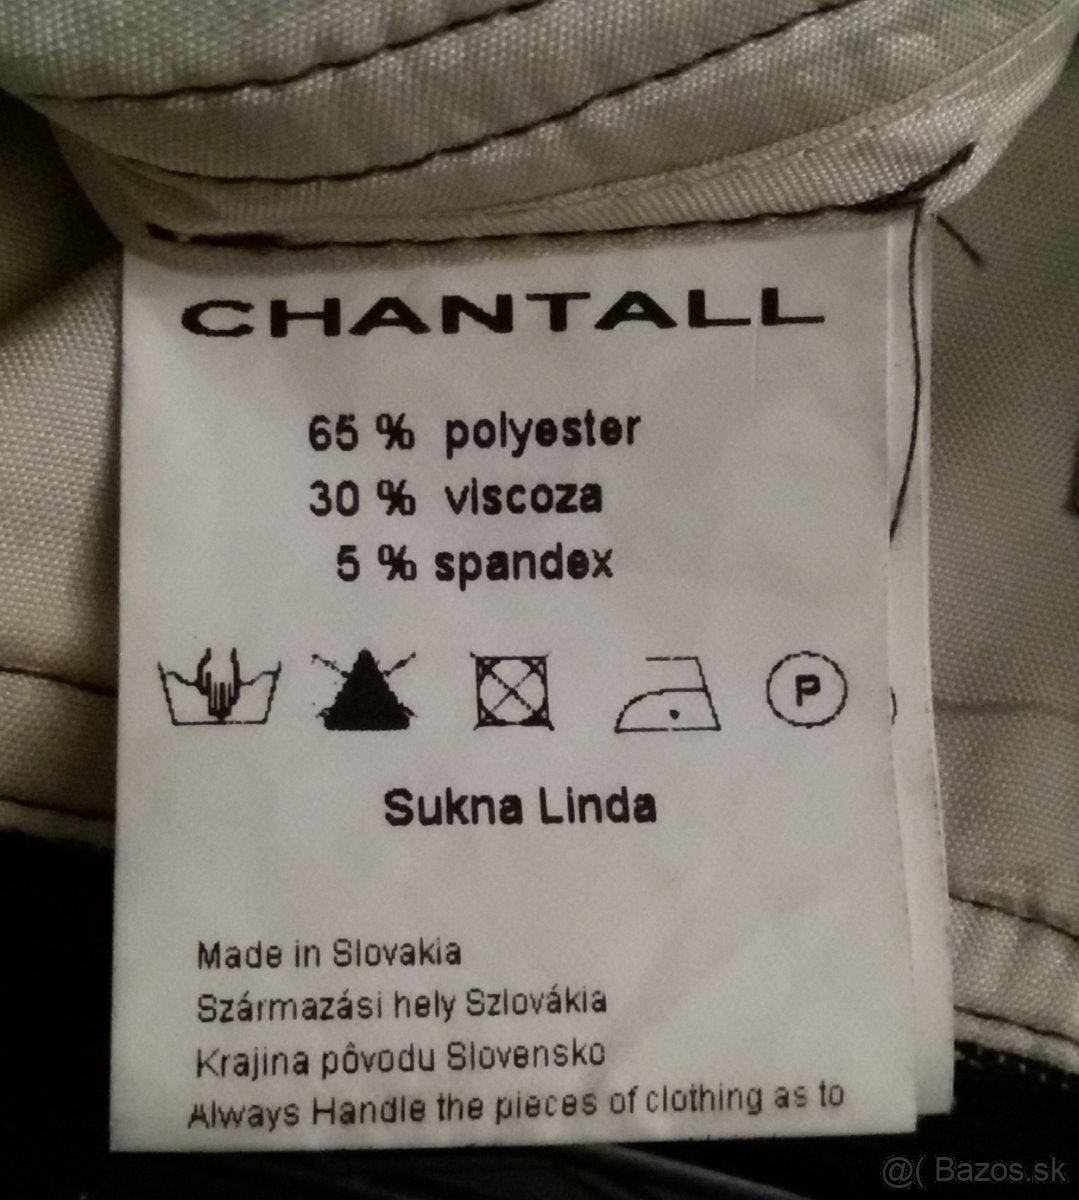 CHANTALL
65 % polyester
30 % viscoza
5 % spandex
P
Sukna Linda
Made in Slovakia
Származási hely Szlovákia
Krajina pôvodu Slovensko
Always Handle the pieces of clothing as to
@( Bazos.sk